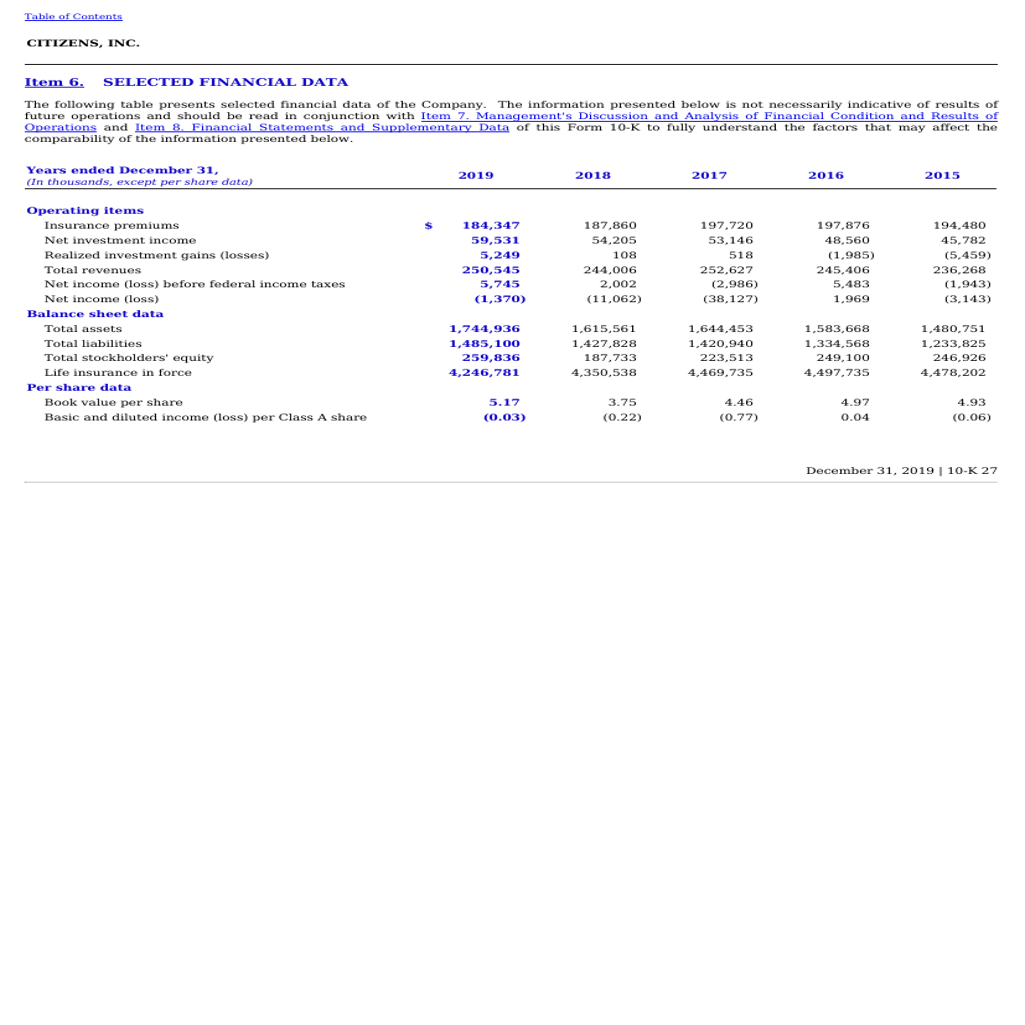 Table of Contents
CITIZENS, INC.
Item 6. SELECTED FINANCIAL DATA
The following table presents selected financial data of the Company. The information presented below is not necessarily indicative of results of
future operations and should be read in conjunction with Item 7. Management's Discussion and Analysis of Financial Condition and Results of
Operations and Item 8. Financial Statements and Supplementary Data of this Form 10-K to fully understand the factors that may affect the
comparability of the information presented below.
Years ended December 31,
(In thousands, except per share data) 2019 2018 2017 2016 2015
Operating items
Insurance premiums $ 184,347 187,860 197,720 197,876 194,480
Net investment income 59,531 54,205 53,146 48,560 45,782
Realized investment gains (losses) 5,249 108 518 (1,985) (5,459)
Total revenues 250,545 244,006 252,627 245,406 236,268
Net income (loss) before federal income taxes 5,745 2,002 (2,986) 5,483 (1,943)
Net income (loss) (1,370) (11,062) (38,127) 1,969 (3,143)
Balance sheet data
Total assets 1,744,936 1,615,561 1,644,453 1,583,668 1,480,751
Total liabilities 1,485,100 1,427,828 1,420,940 1,334,568 1,233,825
Total stockholders' equity 259,836 187,733 223,513 249,100 246,926
Life insurance in force 4,246,781 4,350,538 4,469,735 4,497,735 4,478,202
Per share data
Book value per share 5.17 3.75 4.46 4.97 4.93
Basic and diluted income (loss) per Class A share (0.03) (0.22) (0.77) 0.04 (0.06)
December 31, 2019 | 10-K 27